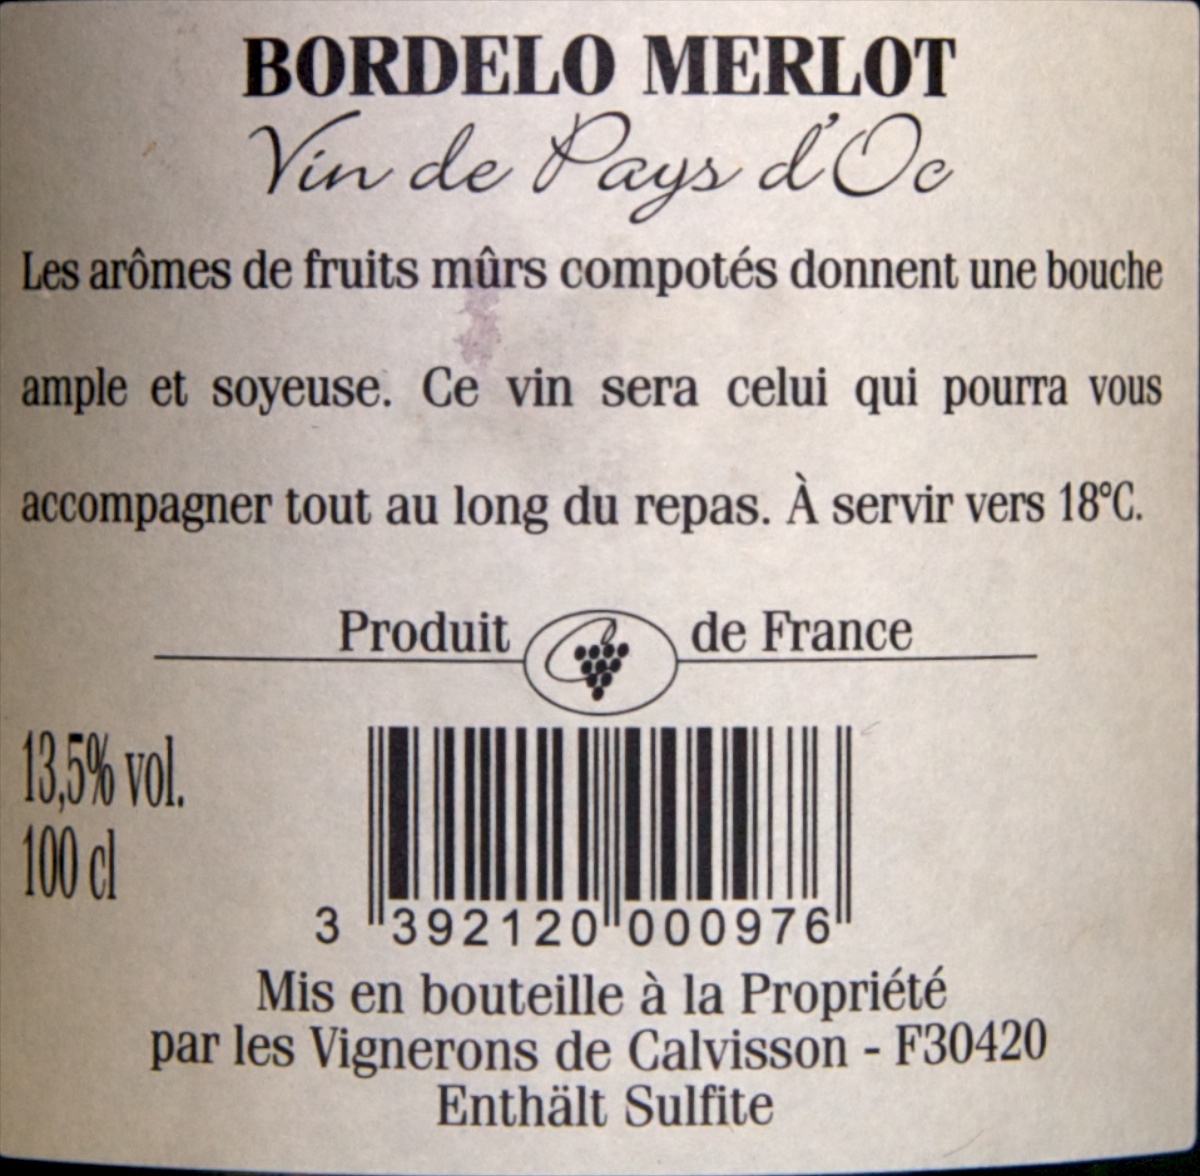 BORDELO MERLOT
Vin de Pays d'Oc
Les arômes de fruits mûrs compotés donnent une bouche
ample et soyeuse. Ce vin sera celui qui pourra vous
accompagner tout au long du repas. À servir vers 18°C.
Produit de France
13,5% vol.
100 cl
3 392120 000976
Mis en bouteille à la Propriété
par les Vignerons de Calvisson - F30420
Enthält Sulfite